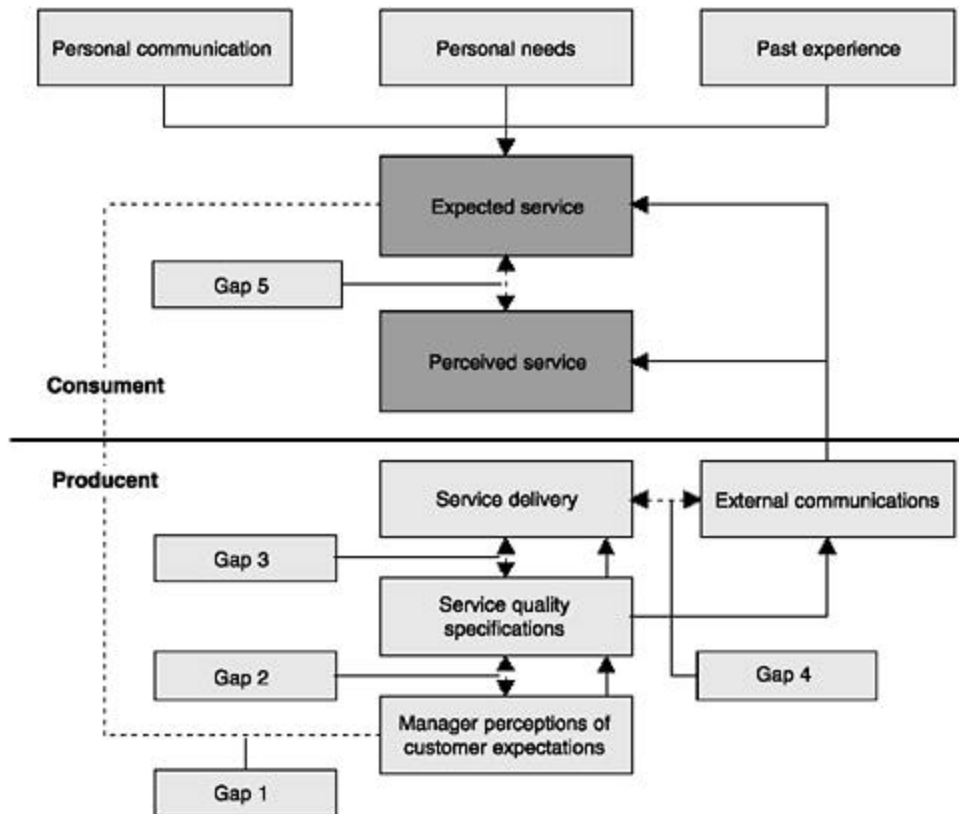 Personal communication
Personal needs
Past experience
Expected service
Gap 5
Perceived service
Consument
Producent
Service delivery
External communications
Gap 3
Service quality
specifications
Gap 2
Gap 4
Manager perceptions of
customer expectations
Gap 1